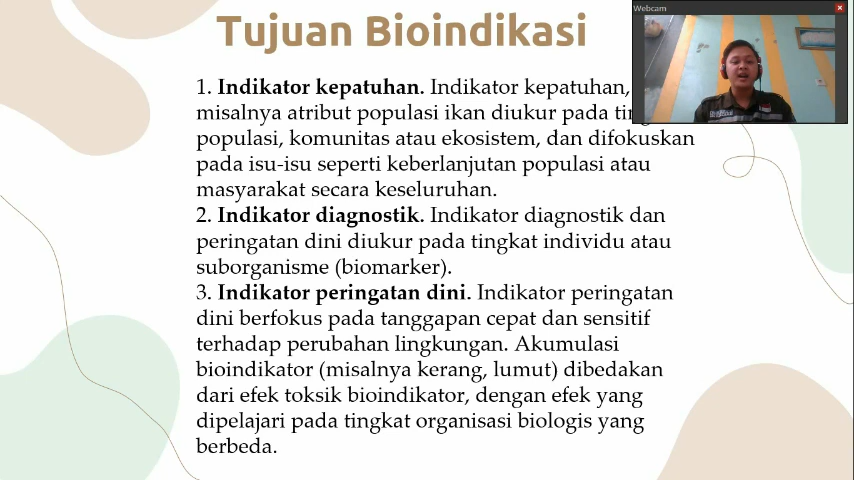 Tujuan Bioindikasi
Webcam
1. Indikator kepatuhan. Indikator kepatuhan,
misalnya atribut populasi ikan diukur pada
populasi, komunitas atau ekosistem, dan difokuskan
pada isu-isu seperti keberlanjutan populasi atau
masyarakat secara keseluruhan.
2. Indikator diagnostik. Indikator diagnostik dan
peringatan dini diukur pada tingkat individu atau
suborganisme (biomarker).
3. Indikator peringatan dini. Indikator peringatan
dini berfokus pada tanggapan cepat dan sensitif
terhadap perubahan lingkungan. Akumulasi
bioindikator (misalnya kerang, lumut) dibedakan
dari efek toksik bioindikator, dengan efek yang
dipelajari pada tingkat organisasi biologis yang
berbeda.